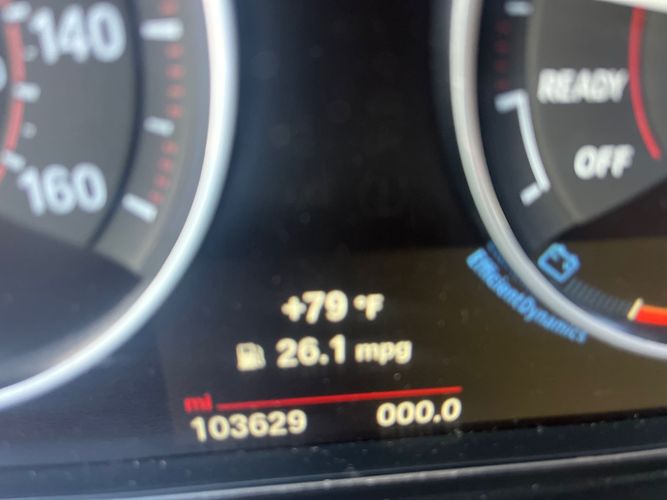 140
160
READY
OFF
EfficientDynamics
+79 °F
26.1 mpg
mi
103629 000.0